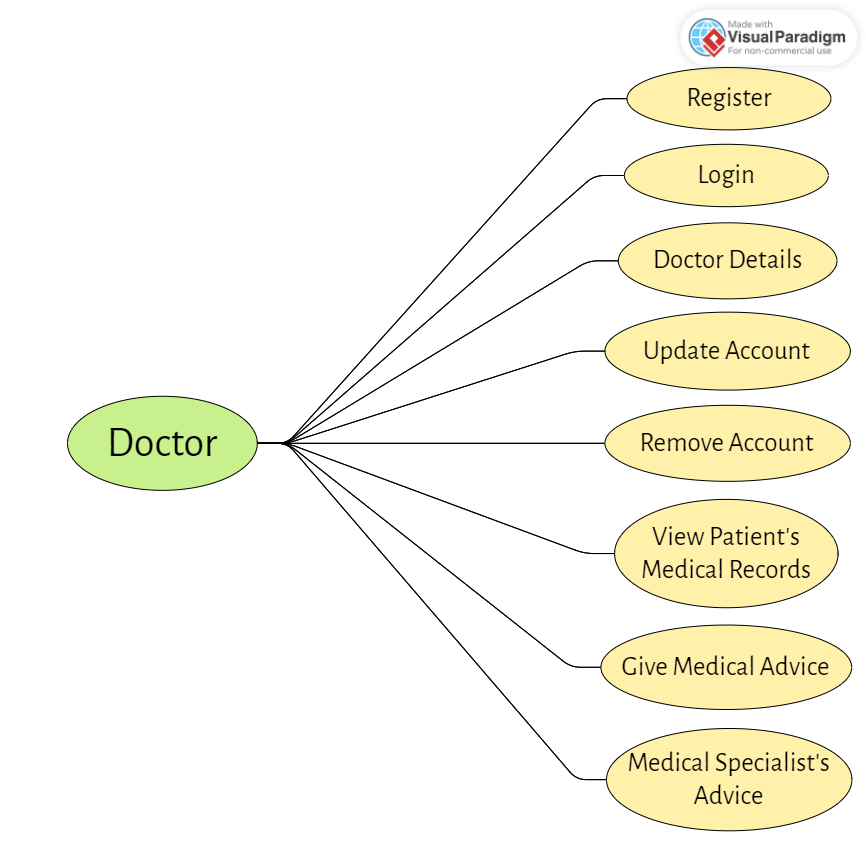 Made with
Visual Paradigm
For non-commercial use
Register
Login
Doctor Details
Update Account
Doctor
Remove Account
View Patient's
Medical Records
Give Medical Advice
Medical Specialist's
Advice